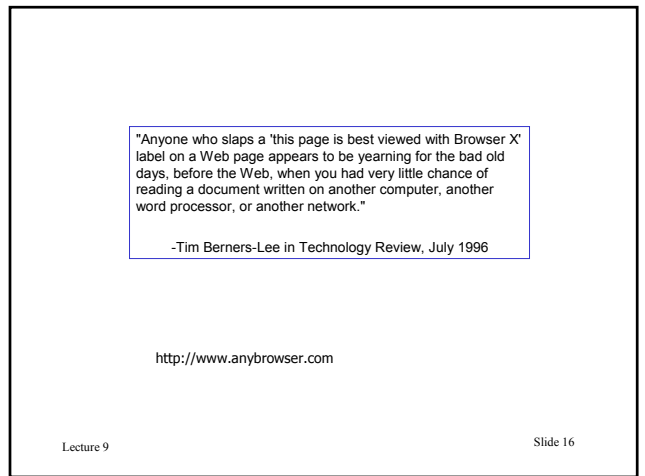 "Anyone who slaps a 'this page is best viewed with Browser X'
label on a Web page appears to be yearning for the bad old
days, before the Web, when you had very little chance of
reading a document written on another computer, another
word processor, or another network."
-Tim Berners-Lee in Technology Review, July 1996
http://www.anybrowser.com
Lecture 9
Slide 16